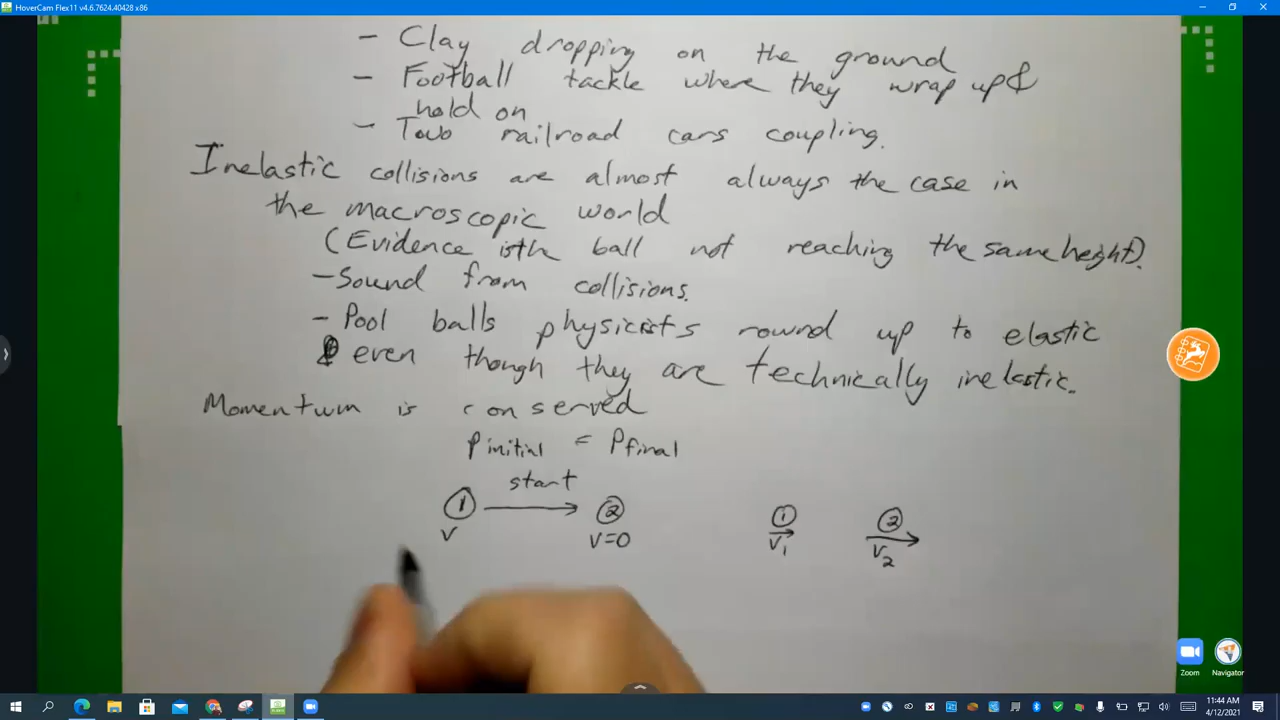 HoverCam Flex11 v4.6.7624.40428 x86
- Clay dropping on the ground
- Football tackle where they wrap up &
hold on
- Two railroad cars coupling.
Inelastic collisions are almost always the case in
the macroscopic world
(Evidence is th ball not reaching the same height).
- Sound from collisions.
- Pool balls physicists round up to elastic
even though they are technically inelastic.
Momentum is conserved
P initial = P final
start
① ② ① ②
v v=0 v₁ v₂
Zoom Navigator
11:44 AM
4/12/2021